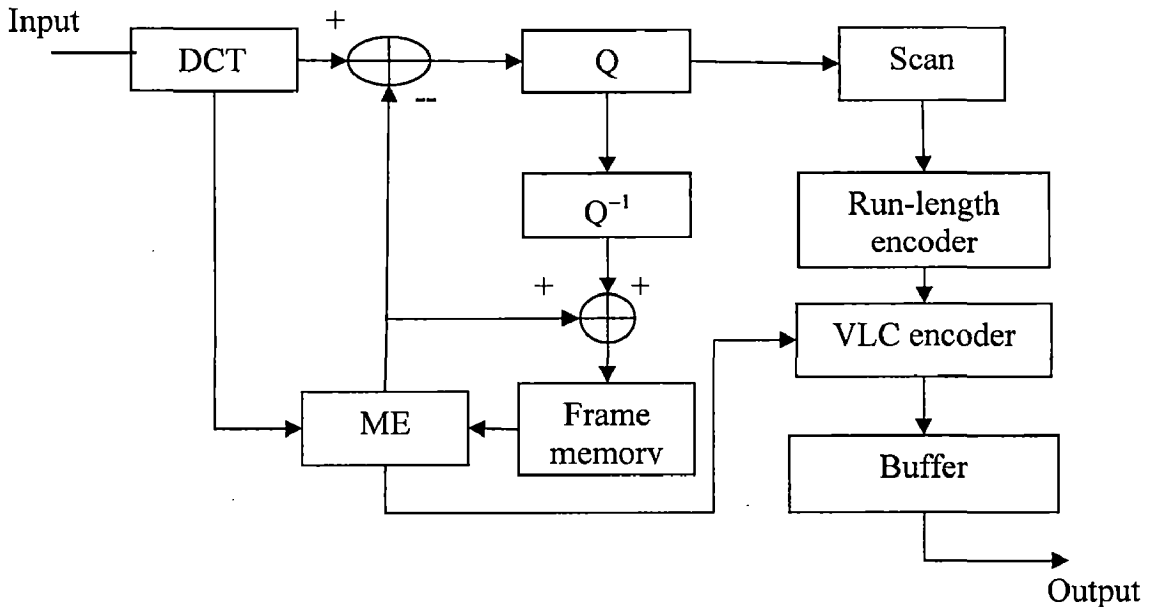 Input
+
DCT
Q
Scan
--
Q⁻¹
Run-length
encoder
+
+
VLC encoder
ME
Frame
memory
Buffer
Output